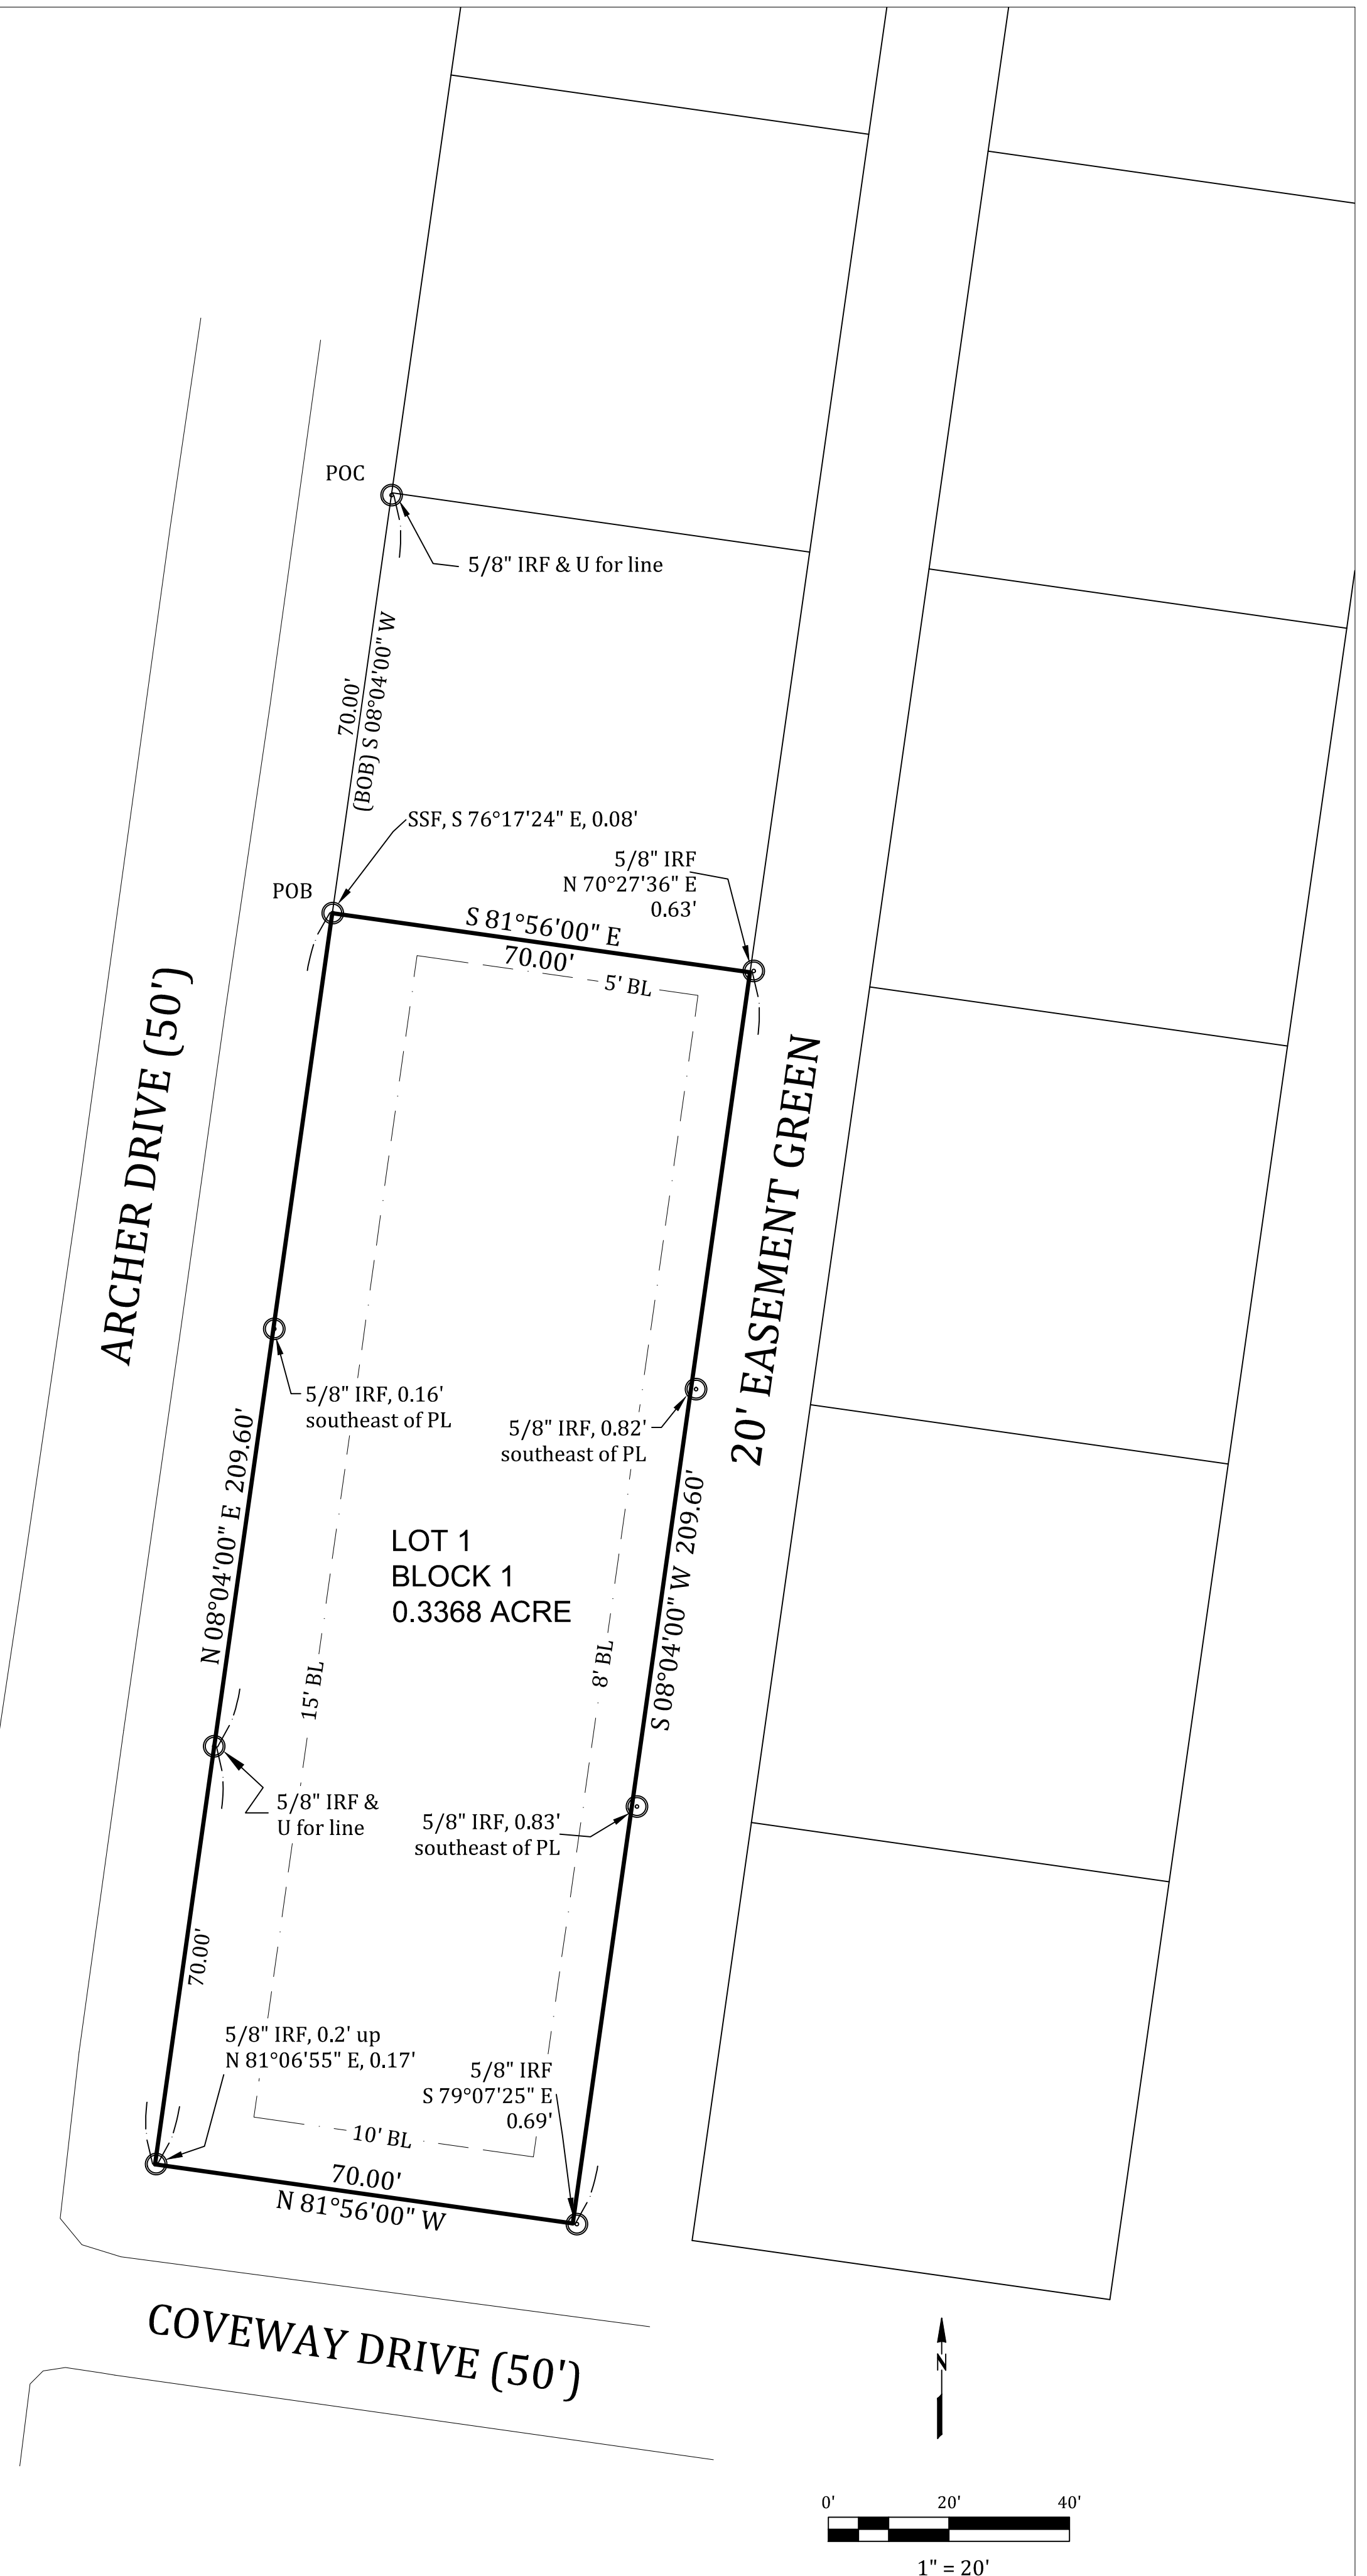 POC
5/8" IRF & U for line
70.00'
(BOB) S 08°04'00" W
SSF, S 76°17'24" E, 0.08'
5/8" IRF
N 70°27'36" E
0.63'
POB
S 81°56'00" E
70.00'
5' BL
ARCHER DRIVE (50')
20' EASEMENT GREEN
5/8" IRF, 0.16'
southeast of PL
5/8" IRF, 0.82'
southeast of PL
N 08°04'00" E 209.60'
S 08°04'00" W 209.60'
LOT 1
BLOCK 1
0.3368 ACRE
15' BL
8' BL
5/8" IRF &
U for line
5/8" IRF, 0.83'
southeast of PL
70.00'
5/8" IRF, 0.2' up
N 81°06'55" E, 0.17'
5/8" IRF
S 79°07'25" E
0.69'
10' BL
70.00'
N 81°56'00" W
COVEWAY DRIVE (50')
N
0' 20' 40'
1" = 20'